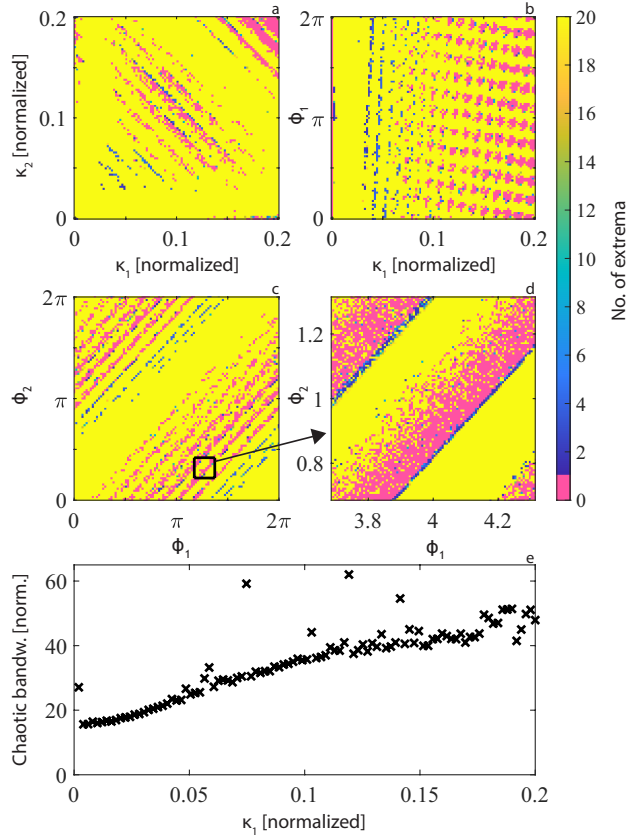 a
0.2
0.1
0
κ2 [normalized]
0
0.1
0.2
κ1 [normalized]
b
2π
π
0
ϕ1
0
0.1
0.2
κ1 [normalized]
20
18
16
14
12
10
8
6
4
2
0
No. of extrema
c
2π
π
0
ϕ2
0
π
2π
ϕ1
d
1.2
1
0.8
ϕ2
3.8
4
4.2
ϕ1
e
60
40
20
0
Chaotic bandw. [norm.]
0
0.05
0.1
0.15
0.2
κ1 [normalized]